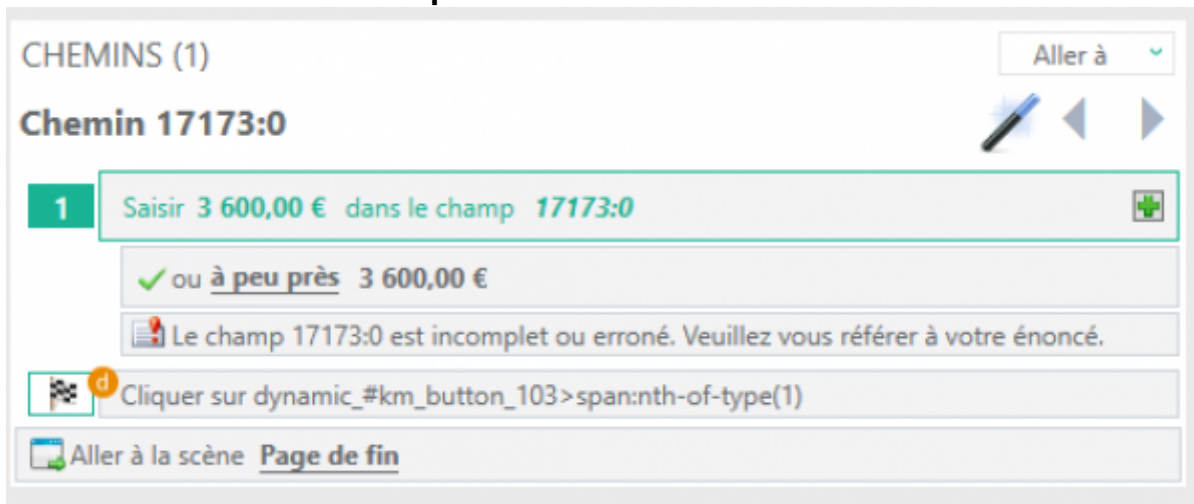 CHEMINS (1)
Aller à
Chemin 17173:0
1 Saisir 3 600,00 € dans le champ 17173:0
ou à peu près 3 600,00 €
Le champ 17173:0 est incomplet ou erroné. Veuillez vous référer à votre énoncé.
d Cliquer sur dynamic_#km_button_103>span:nth-of-type(1)
Aller à la scène Page de fin